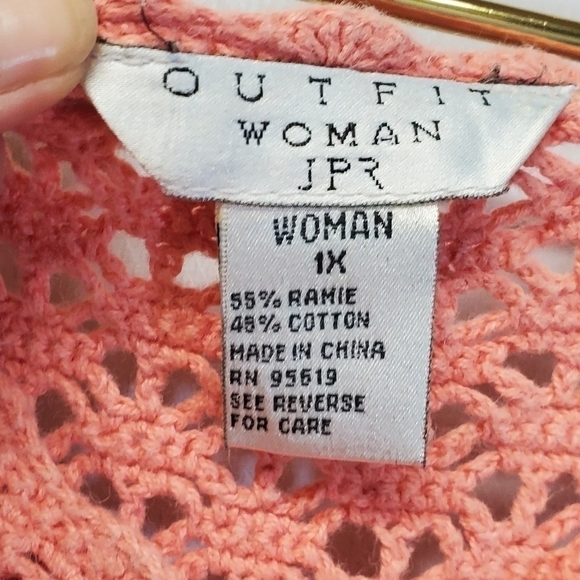 OUTFIT
WOMAN
JPR
WOMAN
1X
55% RAMIE
45% COTTON
MADE IN CHINA
RN 95619
SEE REVERSE
FOR CARE